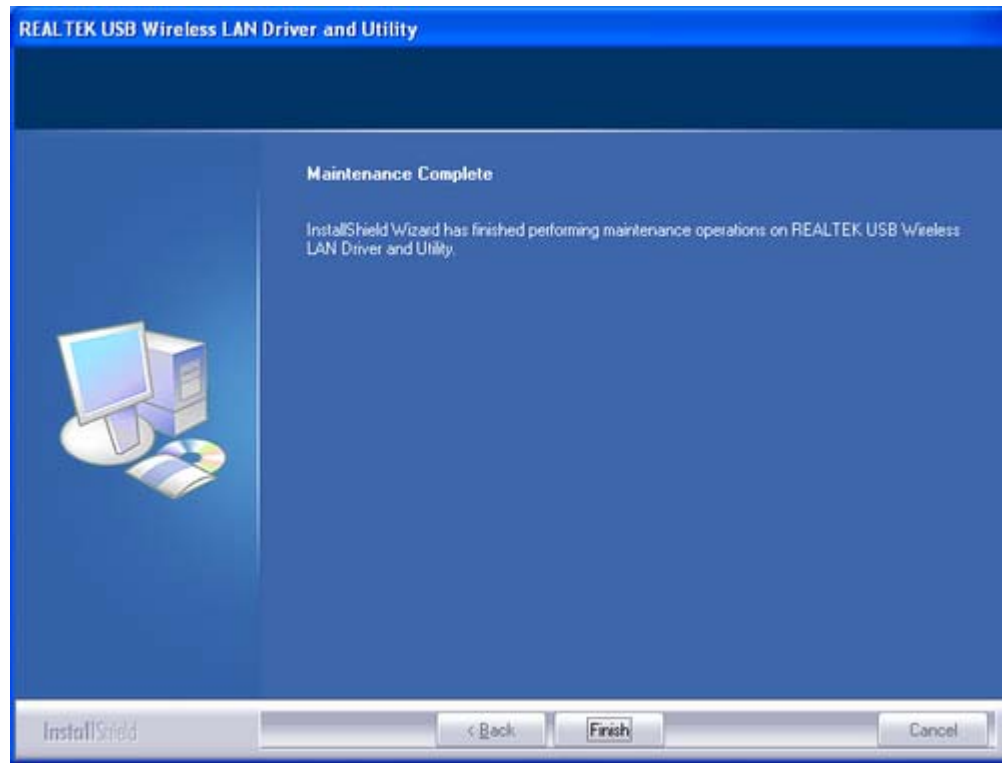 REALTEK USB Wireless LAN Driver and Utility
Maintenance Complete
InstallShield Wizard has finished performing maintenance operations on REALTEK USB Wireless
LAN Driver and Utility.
InstallShield
< Back
Finish
Cancel